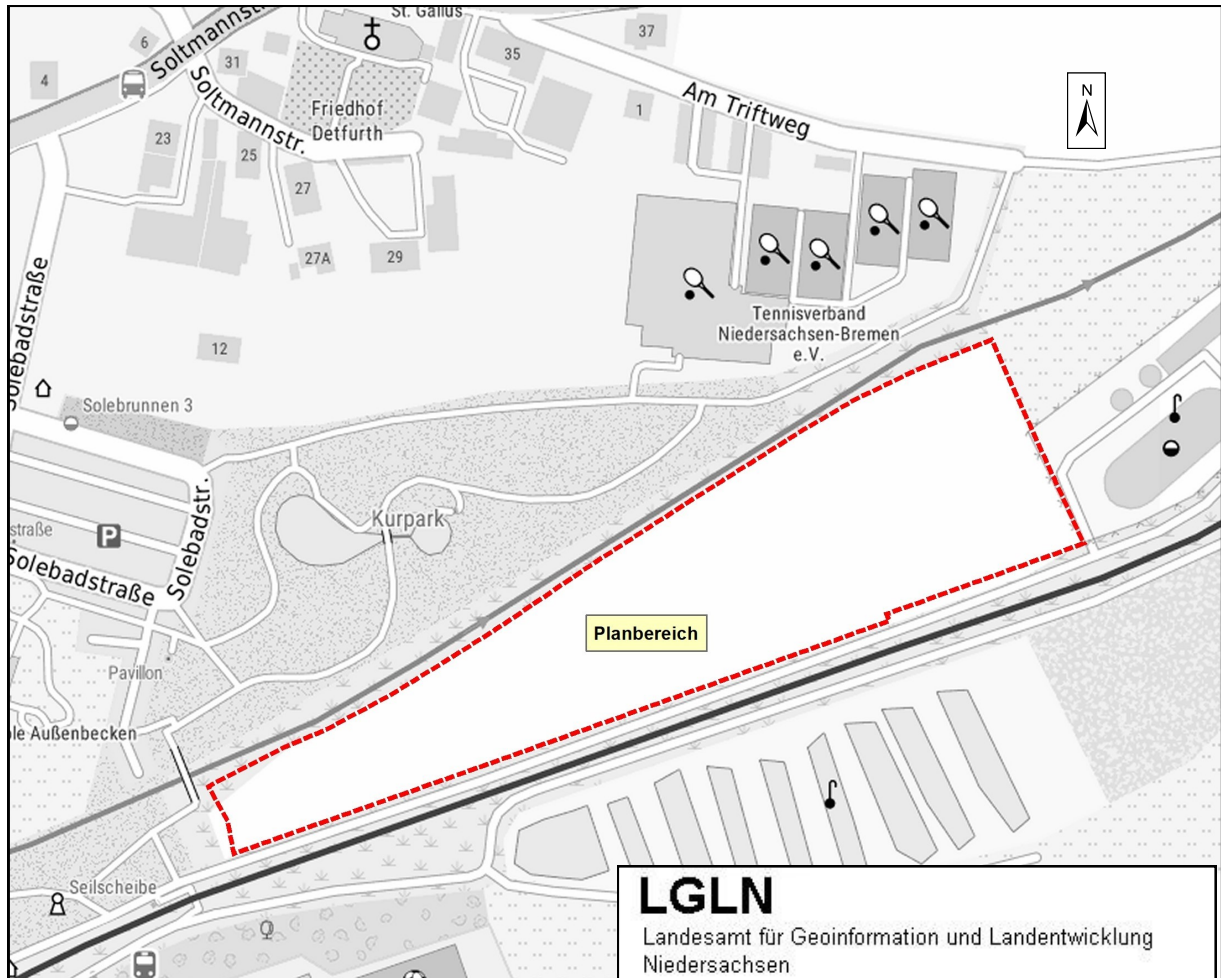 St. Gallus
Soltmannstr.
6
4
31
35
37
N
Soltmannstr.
Friedhof
Detfurth
1
Am Triftweg
23
25
27
27A
29
Solebadstraße
12
Tennisverband
Niedersachsen-Bremen
e.V.
Solebrunnen 3
Kurpark
straße
P
Solebadstraße
Solebadstr.
Planbereich
Pavillon
ole Außenbecken
Seilscheibe
LGLN
Landesamt für Geoinformation und Landentwicklung
Niedersachsen